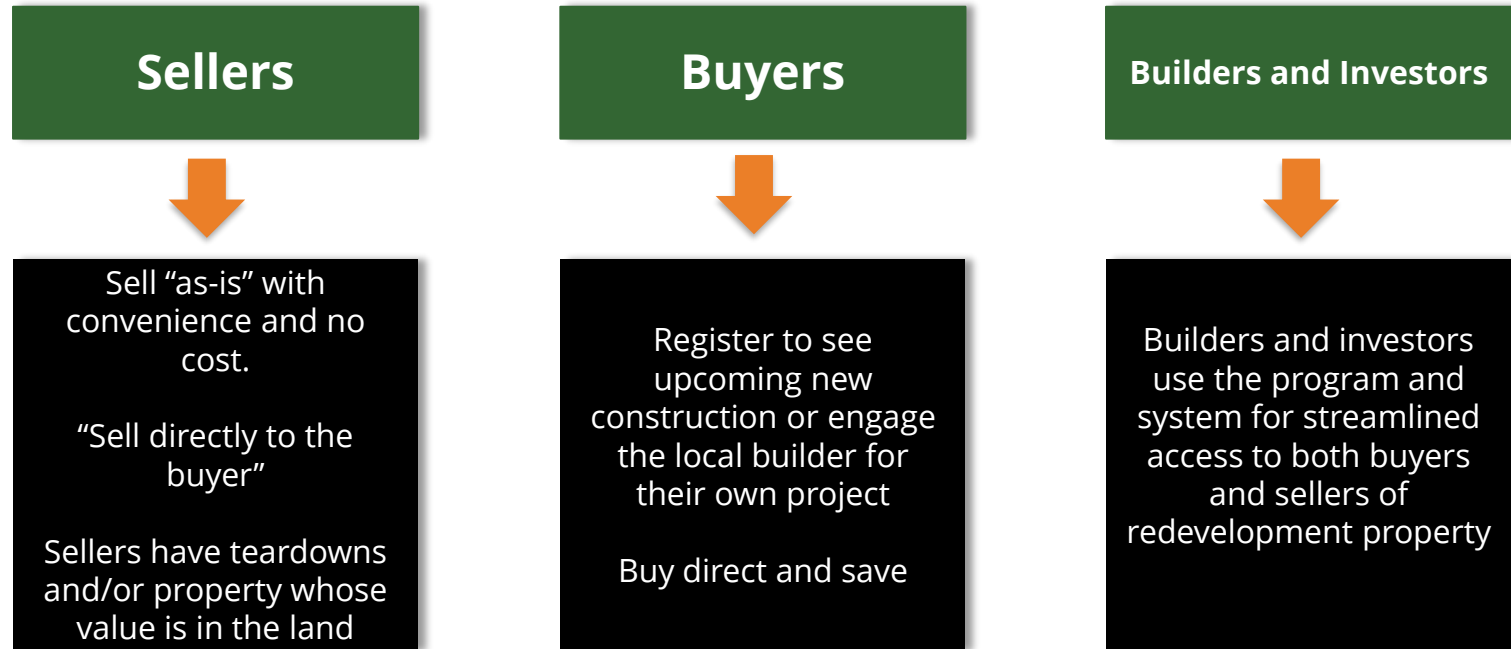 Sellers
Sell “as-is” with
convenience and no
cost.
“Sell directly to the
buyer”
Sellers have teardowns
and/or property whose
value is in the land
Buyers
Register to see
upcoming new
construction or engage
the local builder for
their own project
Buy direct and save
Builders and Investors
Builders and investors
use the program and
system for streamlined
access to both buyers
and sellers of
redevelopment property